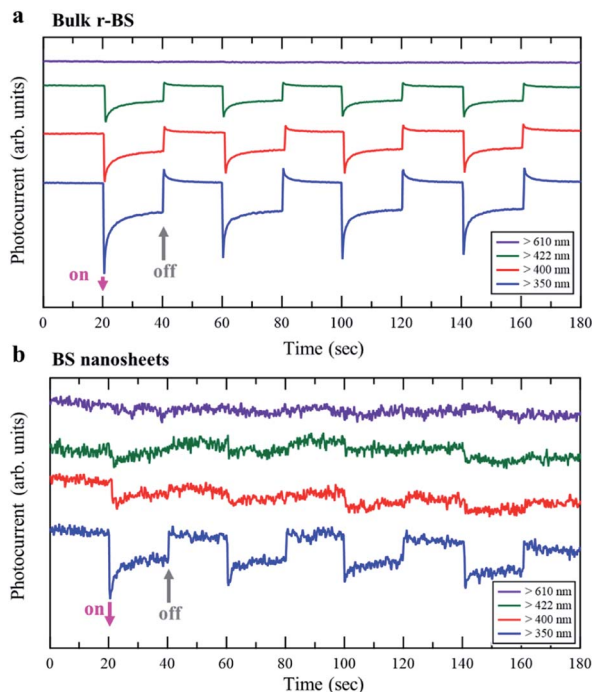 a Bulk r-BS
Photocurrent (arb. units)
on
off
> 610 nm
> 422 nm
> 400 nm
> 350 nm
0 20 40 60 80 100 120 140 160 180
Time (sec)
b BS nanosheets
Photocurrent (arb. units)
on
off
> 610 nm
> 422 nm
> 400 nm
> 350 nm
0 20 40 60 80 100 120 140 160 180
Time (sec)